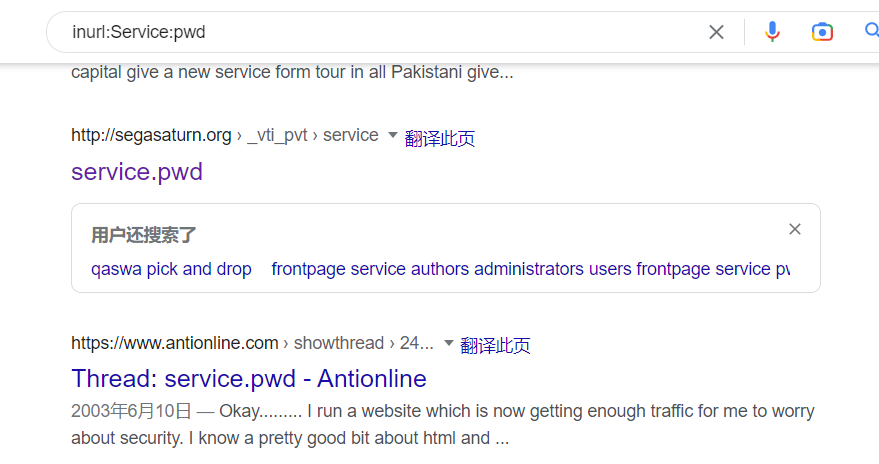 inurl:Service:pwd
capital give a new service form tour in all Pakistani give...
http://segasaturn.org › _vti_pvt › service 翻译此页
service.pwd
用户还搜索了
qaswa pick and drop frontpage service authors administrators users frontpage service
https://www.antionline.com › showthread › 24... 翻译此页
Thread: service.pwd - Antionline
2003年6月10日 — Okay......... I run a website which is now getting enough traffic for me to worry
about security. I know a pretty good bit about html and ...